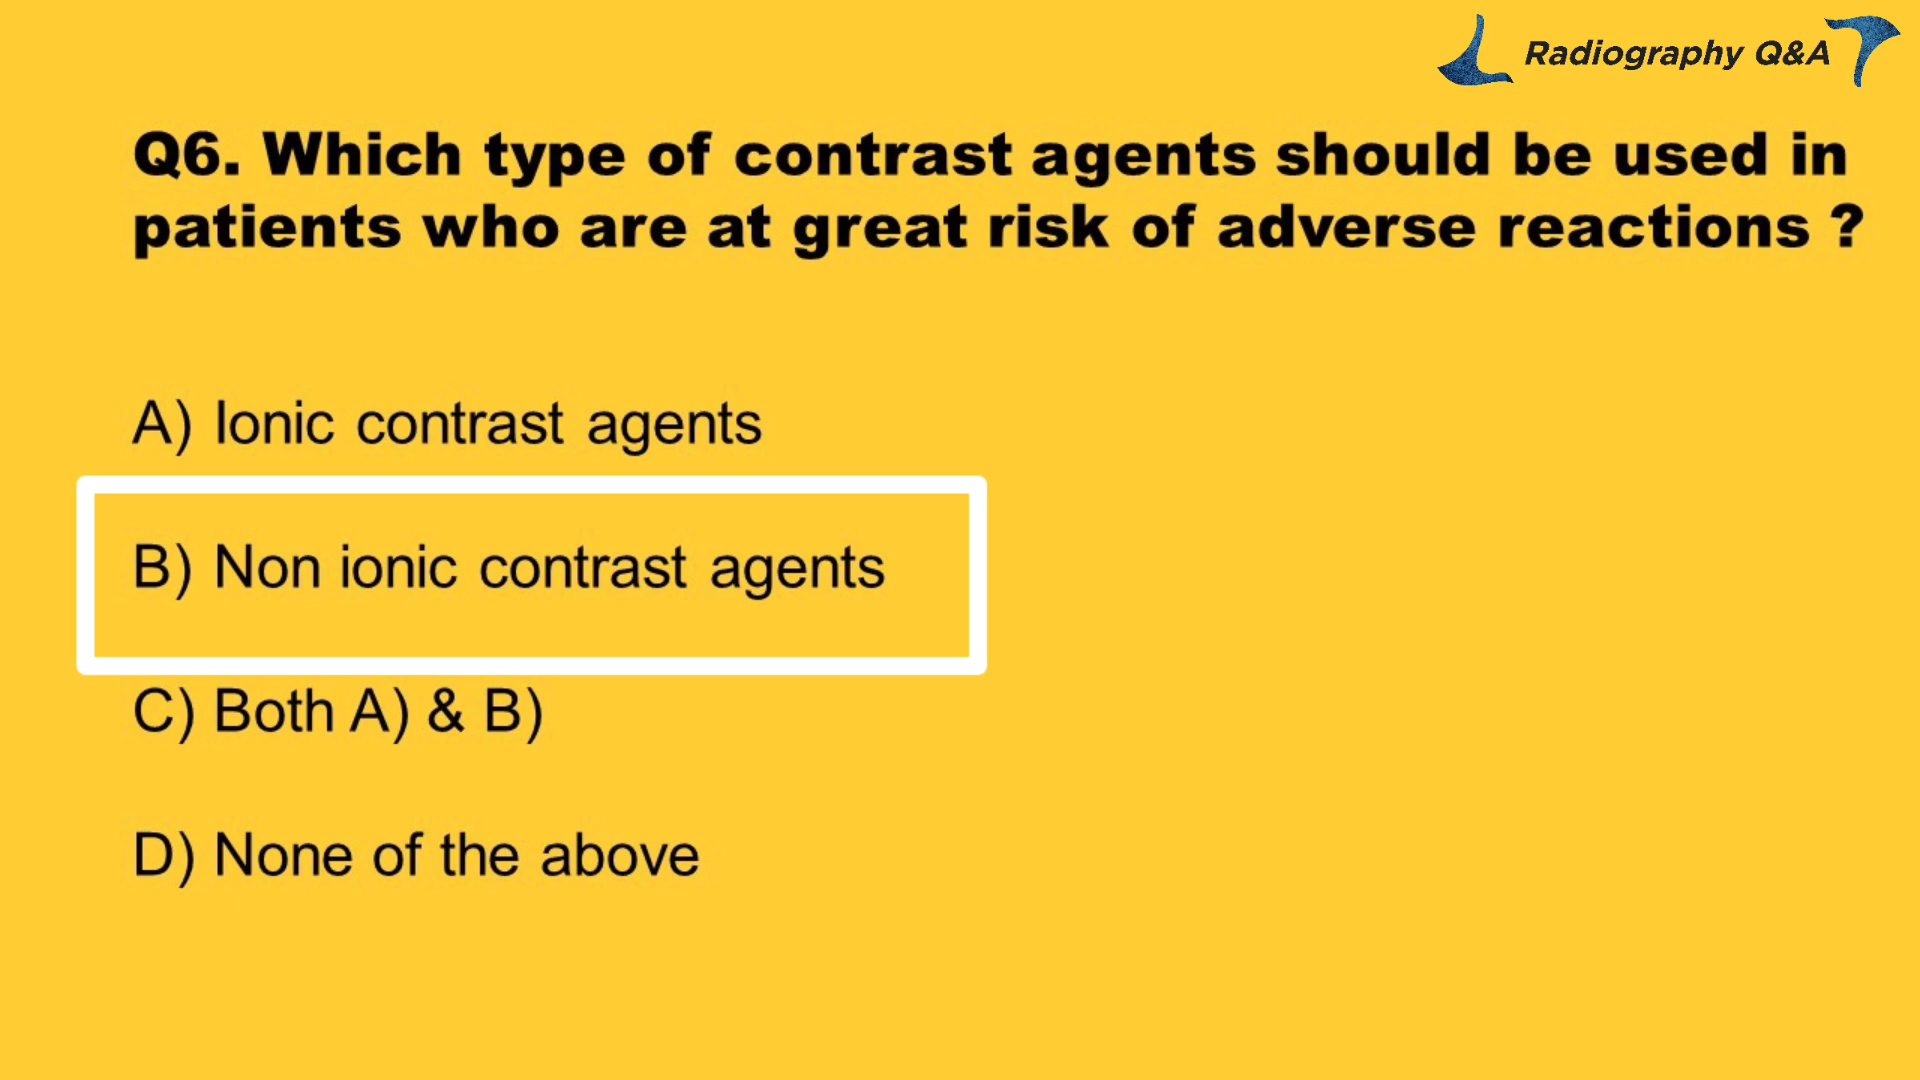 Radiography Q&A
Q6. Which type of contrast agents should be used in
patients who are at great risk of adverse reactions ?
A) Ionic contrast agents
B) Non ionic contrast agents
C) Both A) & B)
D) None of the above